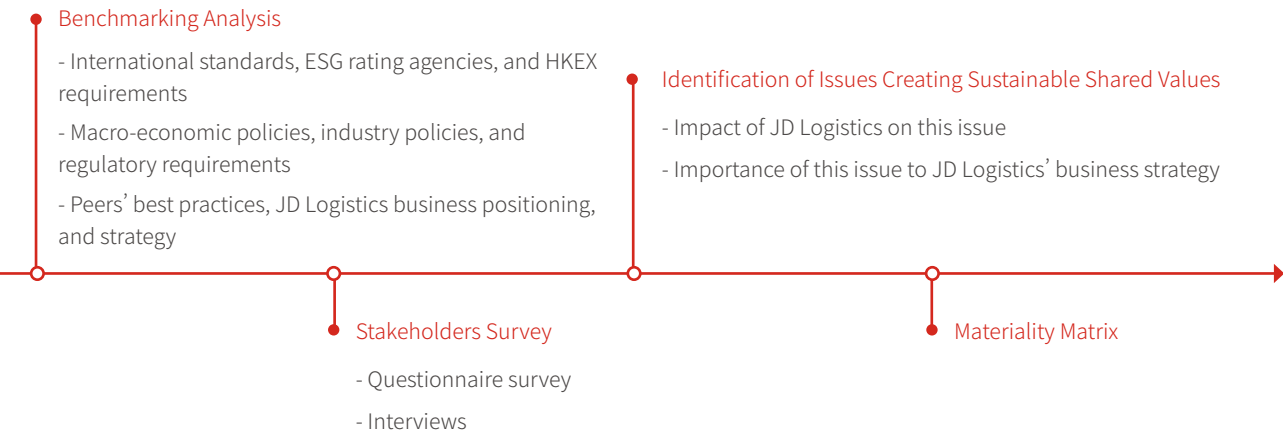 Benchmarking Analysis
- International standards, ESG rating agencies, and HKEX
requirements
- Macro-economic policies, industry policies, and
regulatory requirements
- Peers’ best practices, JD Logistics business positioning,
and strategy
Stakeholders Survey
- Questionnaire survey
- Interviews
Identification of Issues Creating Sustainable Shared Values
- Impact of JD Logistics on this issue
- Importance of this issue to JD Logistics’ business strategy
Materiality Matrix